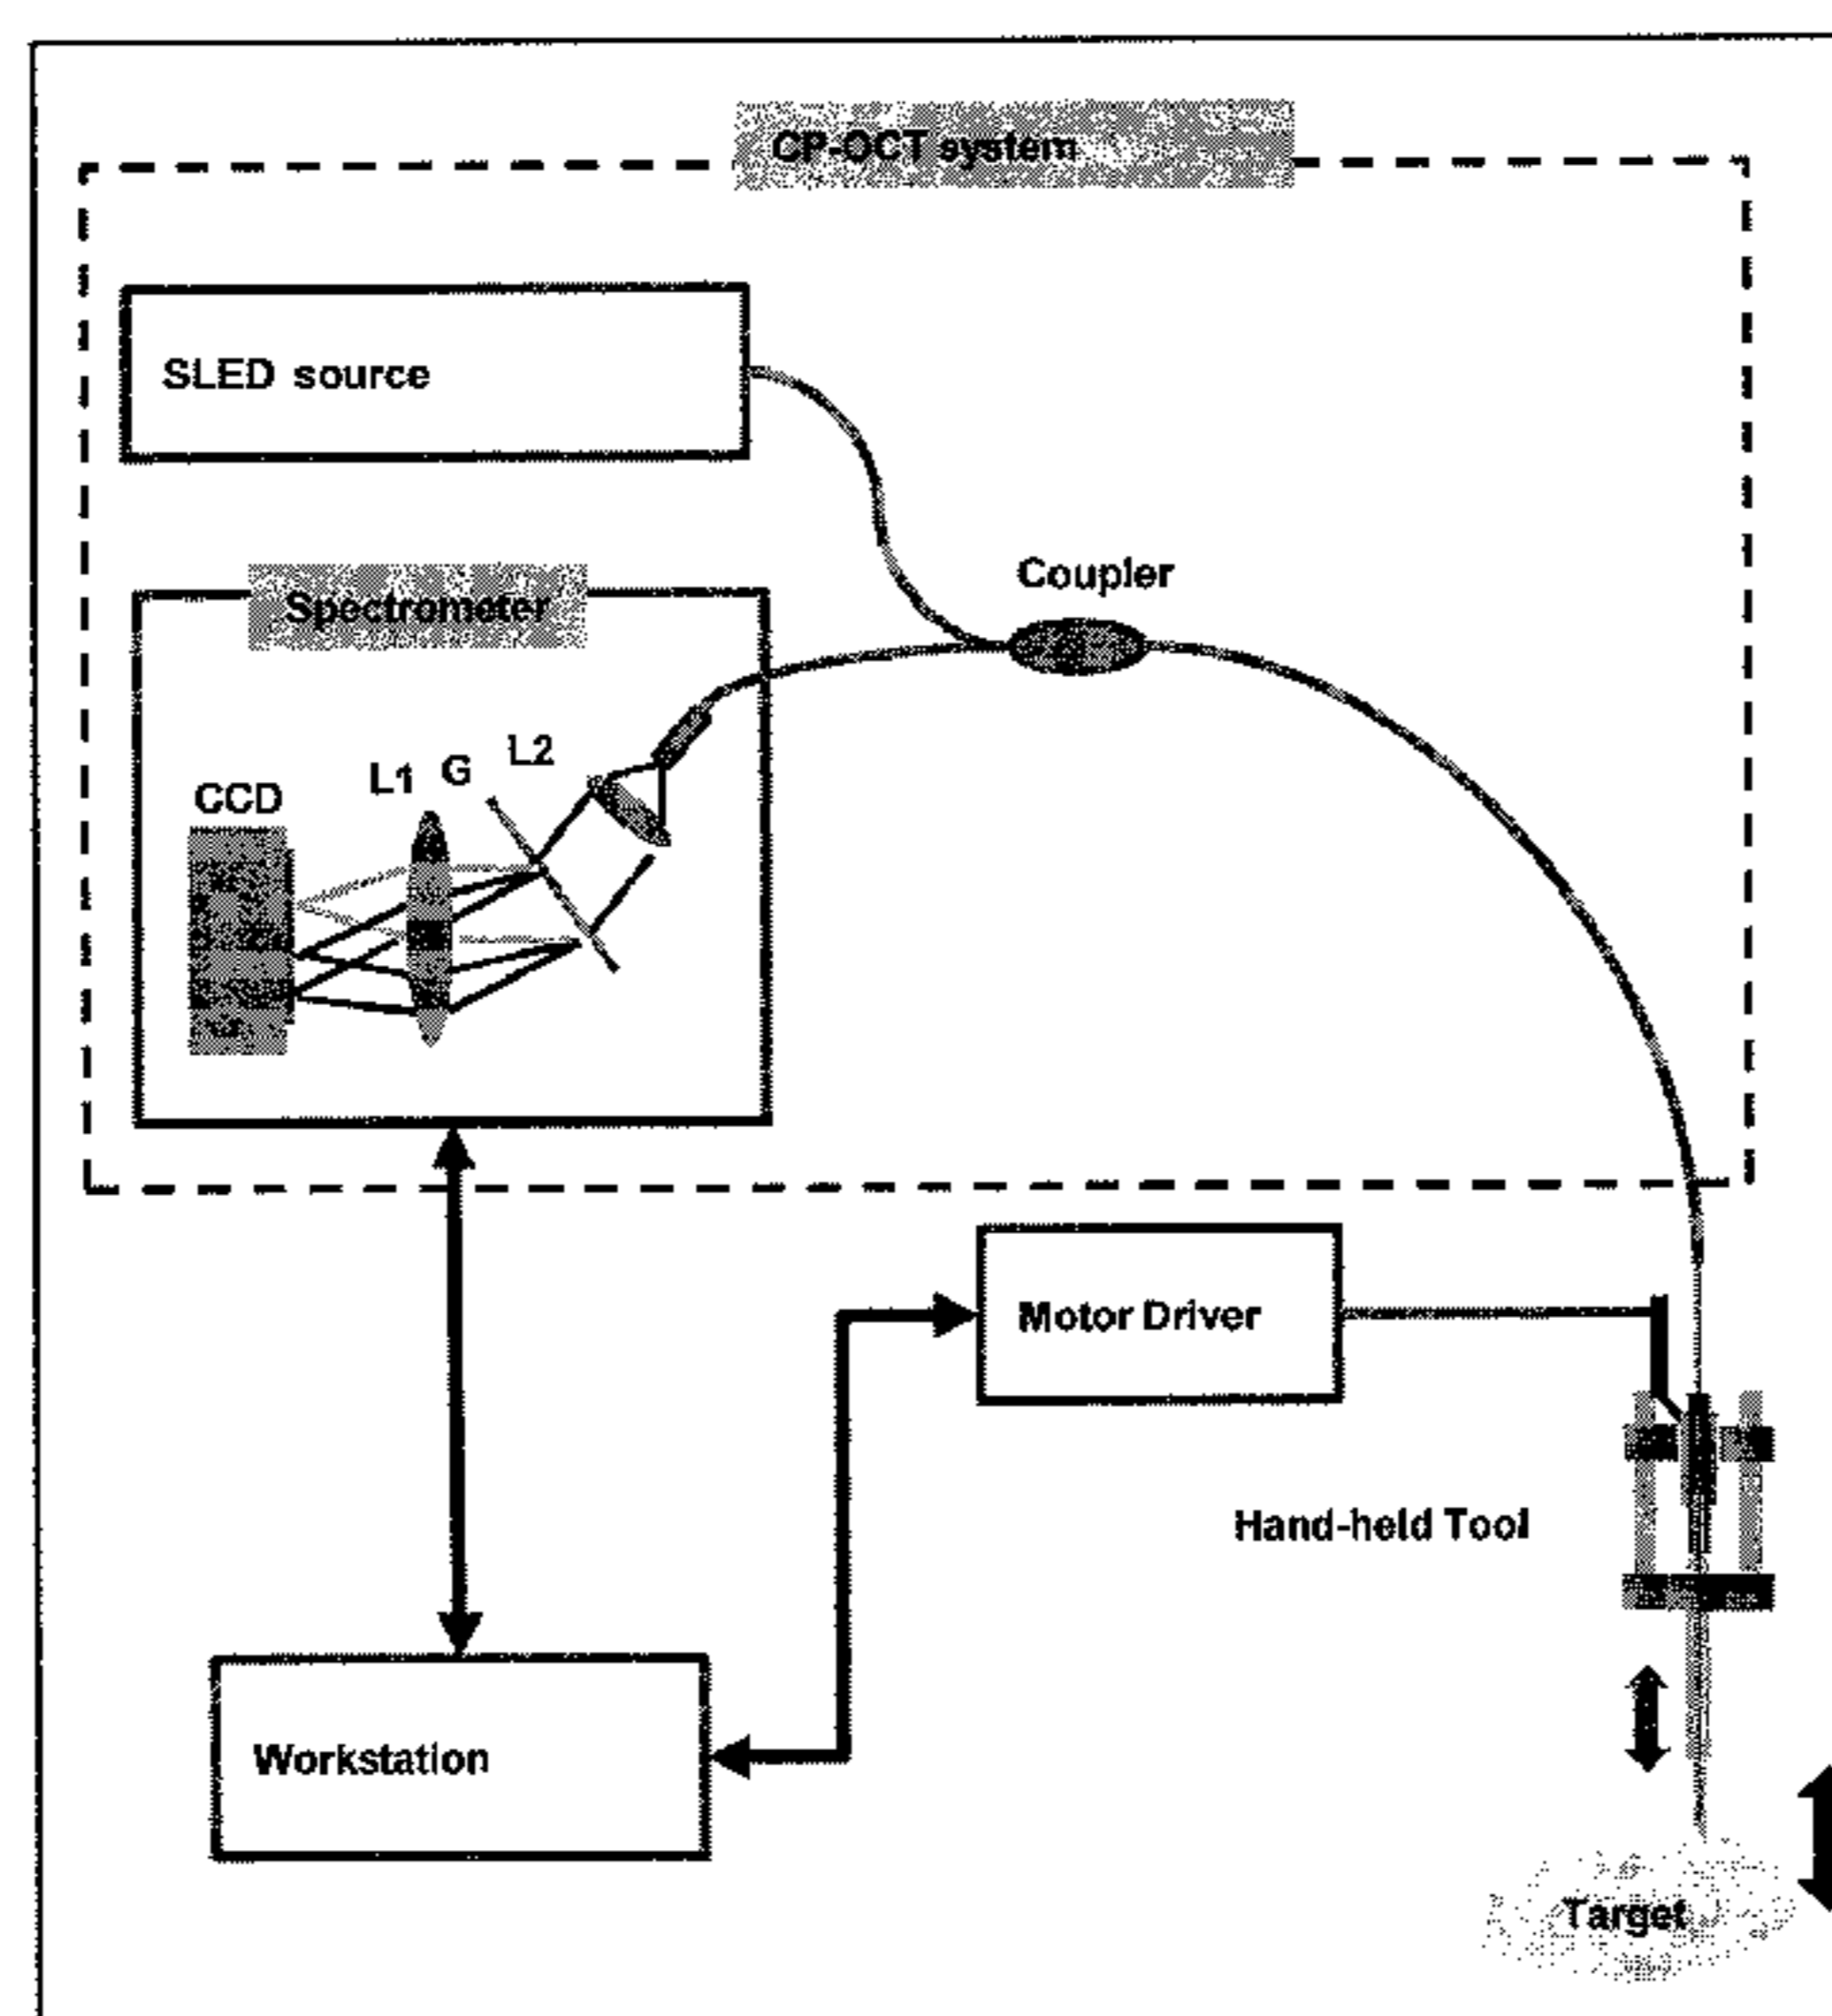 CP-OCT system
SLED source
Coupler
Spectrometer
L2
L1 G
CCD
Motor Driver
Hand-held Tool
Workstation
Target